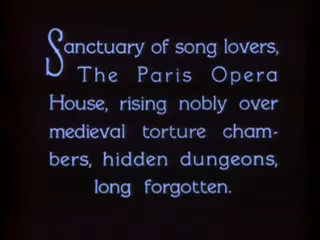 Sanctuary of song lovers,
The Paris Opera
House, rising nobly over
medieval torture cham-
bers, hidden dungeons,
long forgotten.